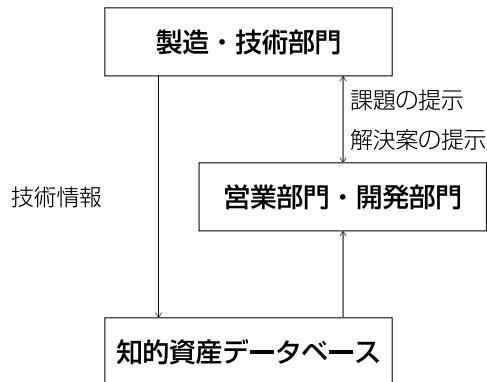 製造・技術部門
課題の提示
解決案の提示
技術情報
営業部門・開発部門
知的資産データベース